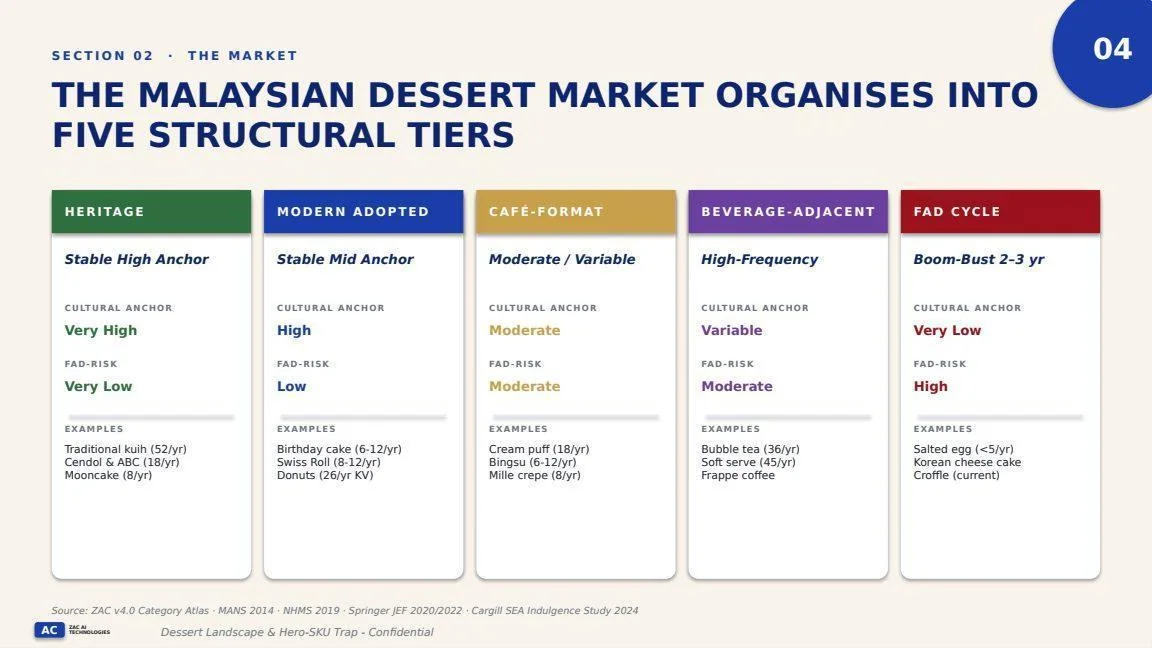 04
SECTION 02 · THE MARKET
THE MALAYSIAN DESSERT MARKET ORGANISES INTO
FIVE STRUCTURAL TIERS
HERITAGE
Stable High Anchor
CULTURAL ANCHOR
Very High
FAD-RISK
Very Low
EXAMPLES
Traditional kuih (52/yr)
Cendol & ABC (18/yr)
Mooncake (8/yr)
MODERN ADOPTED
Stable Mid Anchor
CULTURAL ANCHOR
High
FAD-RISK
Low
EXAMPLES
Birthday cake (6-12/yr)
Swiss Roll (8-12/yr)
Donuts (26/yr KV)
CAFÉ-FORMAT
Moderate / Variable
CULTURAL ANCHOR
Moderate
FAD-RISK
Moderate
EXAMPLES
Cream puff (18/yr)
Bingsu (6-12/yr)
Mille crepe (8/yr)
BEVERAGE-ADJACENT
High-Frequency
CULTURAL ANCHOR
Variable
FAD-RISK
Moderate
EXAMPLES
Bubble tea (36/yr)
Soft serve (45/yr)
Frappe coffee
FAD CYCLE
Boom-Bust 2–3 yr
CULTURAL ANCHOR
Very Low
FAD-RISK
High
EXAMPLES
Salted egg (<5/yr)
Korean cheese cake
Croffle (current)
Source: ZAC v4.0 Category Atlas · MANS 2014 · NHMS 2019 · Springer JEF 2020/2022 · Cargill SEA Indulgence Study 2024
AC
ZAC AI
TECHNOLOGIES
Dessert Landscape & Hero-SKU Trap - Confidential